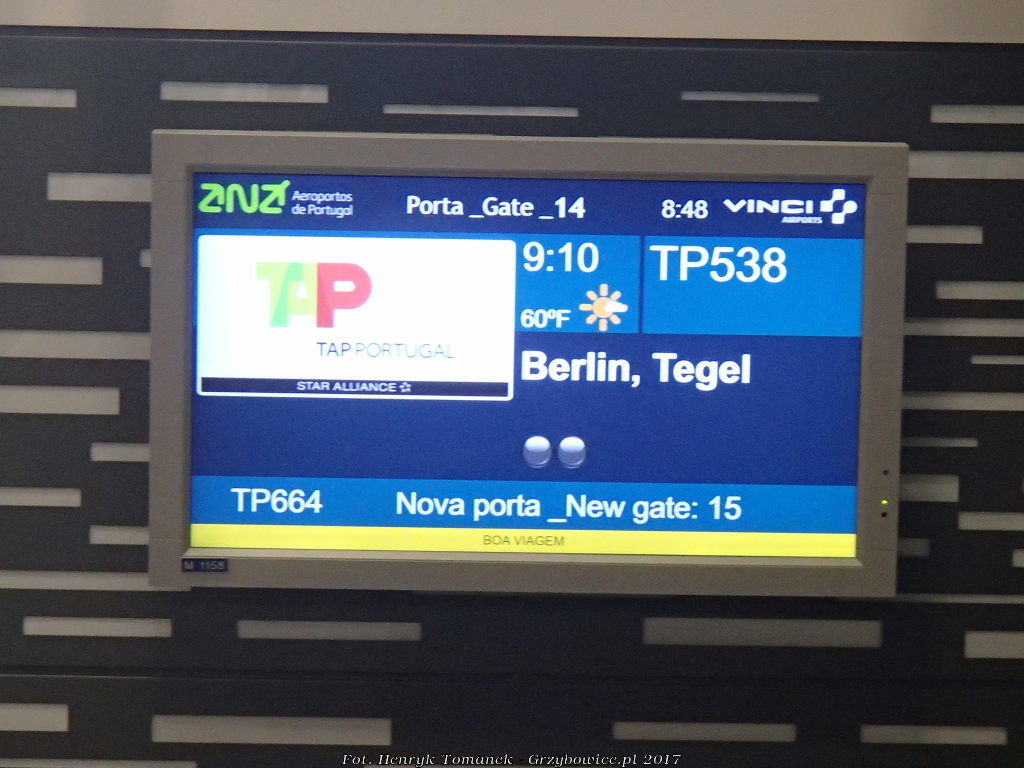 ANA Aeroportos de Portugal
Porta _Gate _14
8:48
VINCI AIRPORTS
TAP
TAP PORTUGAL
STAR ALLIANCE
9:10
60ºF
TP538
Berlin, Tegel
TP664 Nova porta _New gate: 15
BOA VIAGEM
M 1158
Fot. Henryk Tomanek - Grzybowice.pl 2017